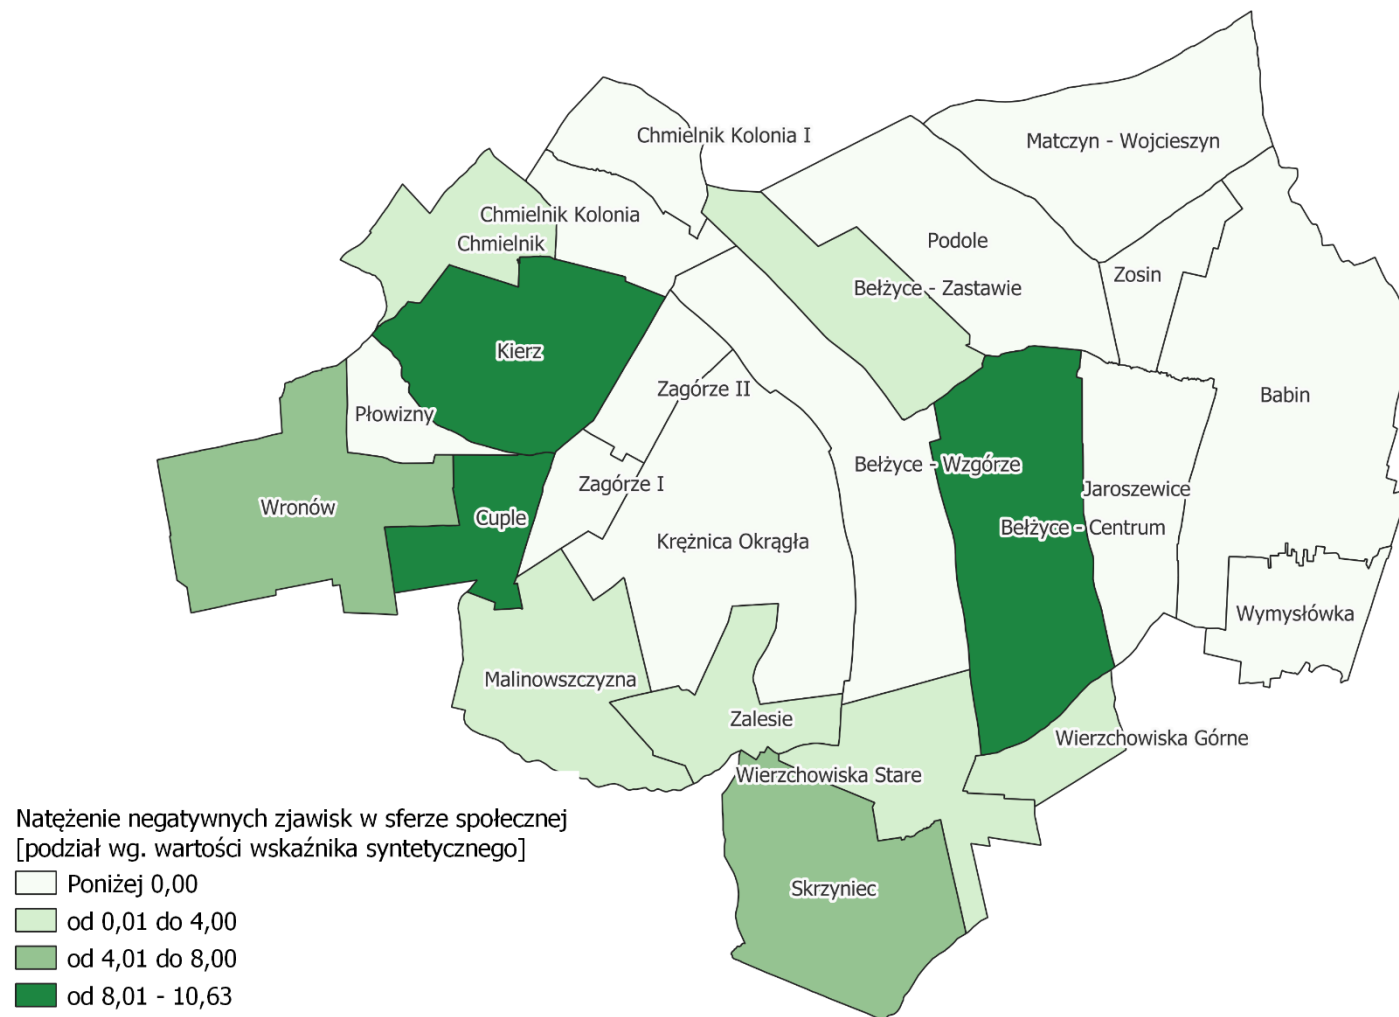 Chmielnik Kolonia I
Matczyn - Wojcieszyn
Chmielnik Kolonia
Chmielnik
Podole
Zosin
Bełżyce - Zastawie
Kierz
Zagórze II
Babin
Płowizny
Bełżyce - Wzgórze
Zagórze I
Jaroszewice
Wronów
Cuple
Bełżyce - Centrum
Krężnica Okrągła
Wymysłówka
Malinowszczyzna
Zalesie
Wierzchowiska Górne
Wierzchowiska Stare
Skrzyniec
Natężenie negatywnych zjawisk w sferze społecznej
[podział wg. wartości wskaźnika syntetycznego]
Poniżej 0,00
od 0,01 do 4,00
od 4,01 do 8,00
od 8,01 - 10,63